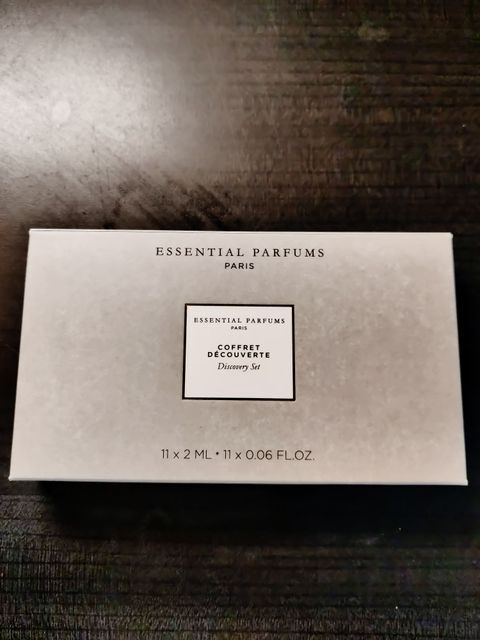 ESSENTIAL PARFUMS
PARIS
ESSENTIAL PARFUMS
PARIS
COFFRET
DÉCOUVERTE
Discovery Set
11 x 2 ML • 11 x 0.06 FL.OZ.